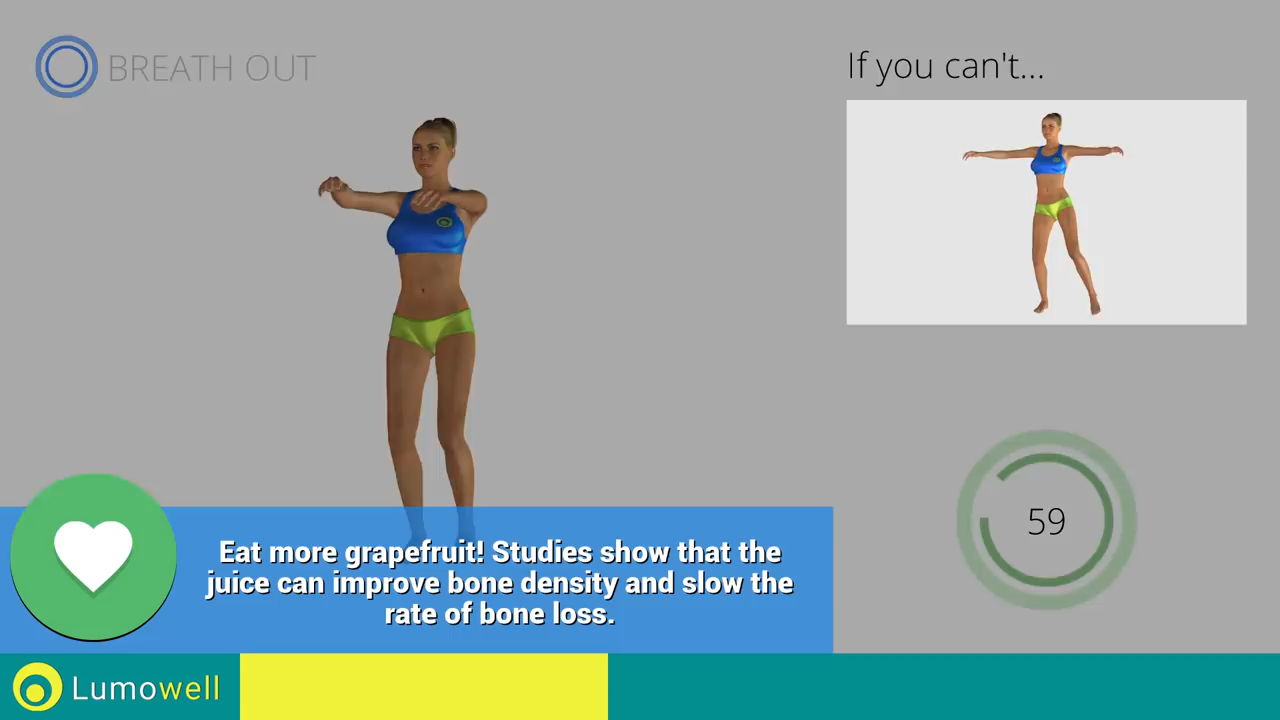 BREATH OUT
If you can't...
59
Eat more grapefruit! Studies show that the
juice can improve bone density and slow the
rate of bone loss.
Lumowell